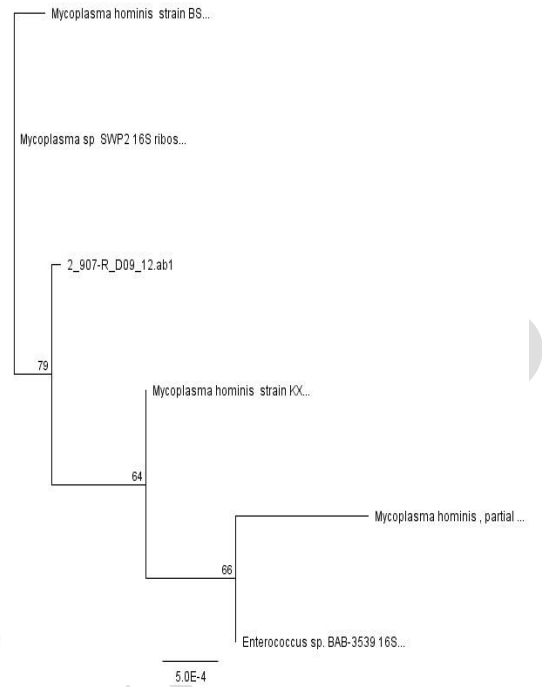 Mycoplasma hominis strain BS...
Mycoplasma sp SWP2 16S ribos...
2_907-R_D09_12.ab1
79
Mycoplasma hominis strain KX...
64
Mycoplasma hominis , partial ...
66
Enterococcus sp. BAB-3539 16S...
5.0E-4